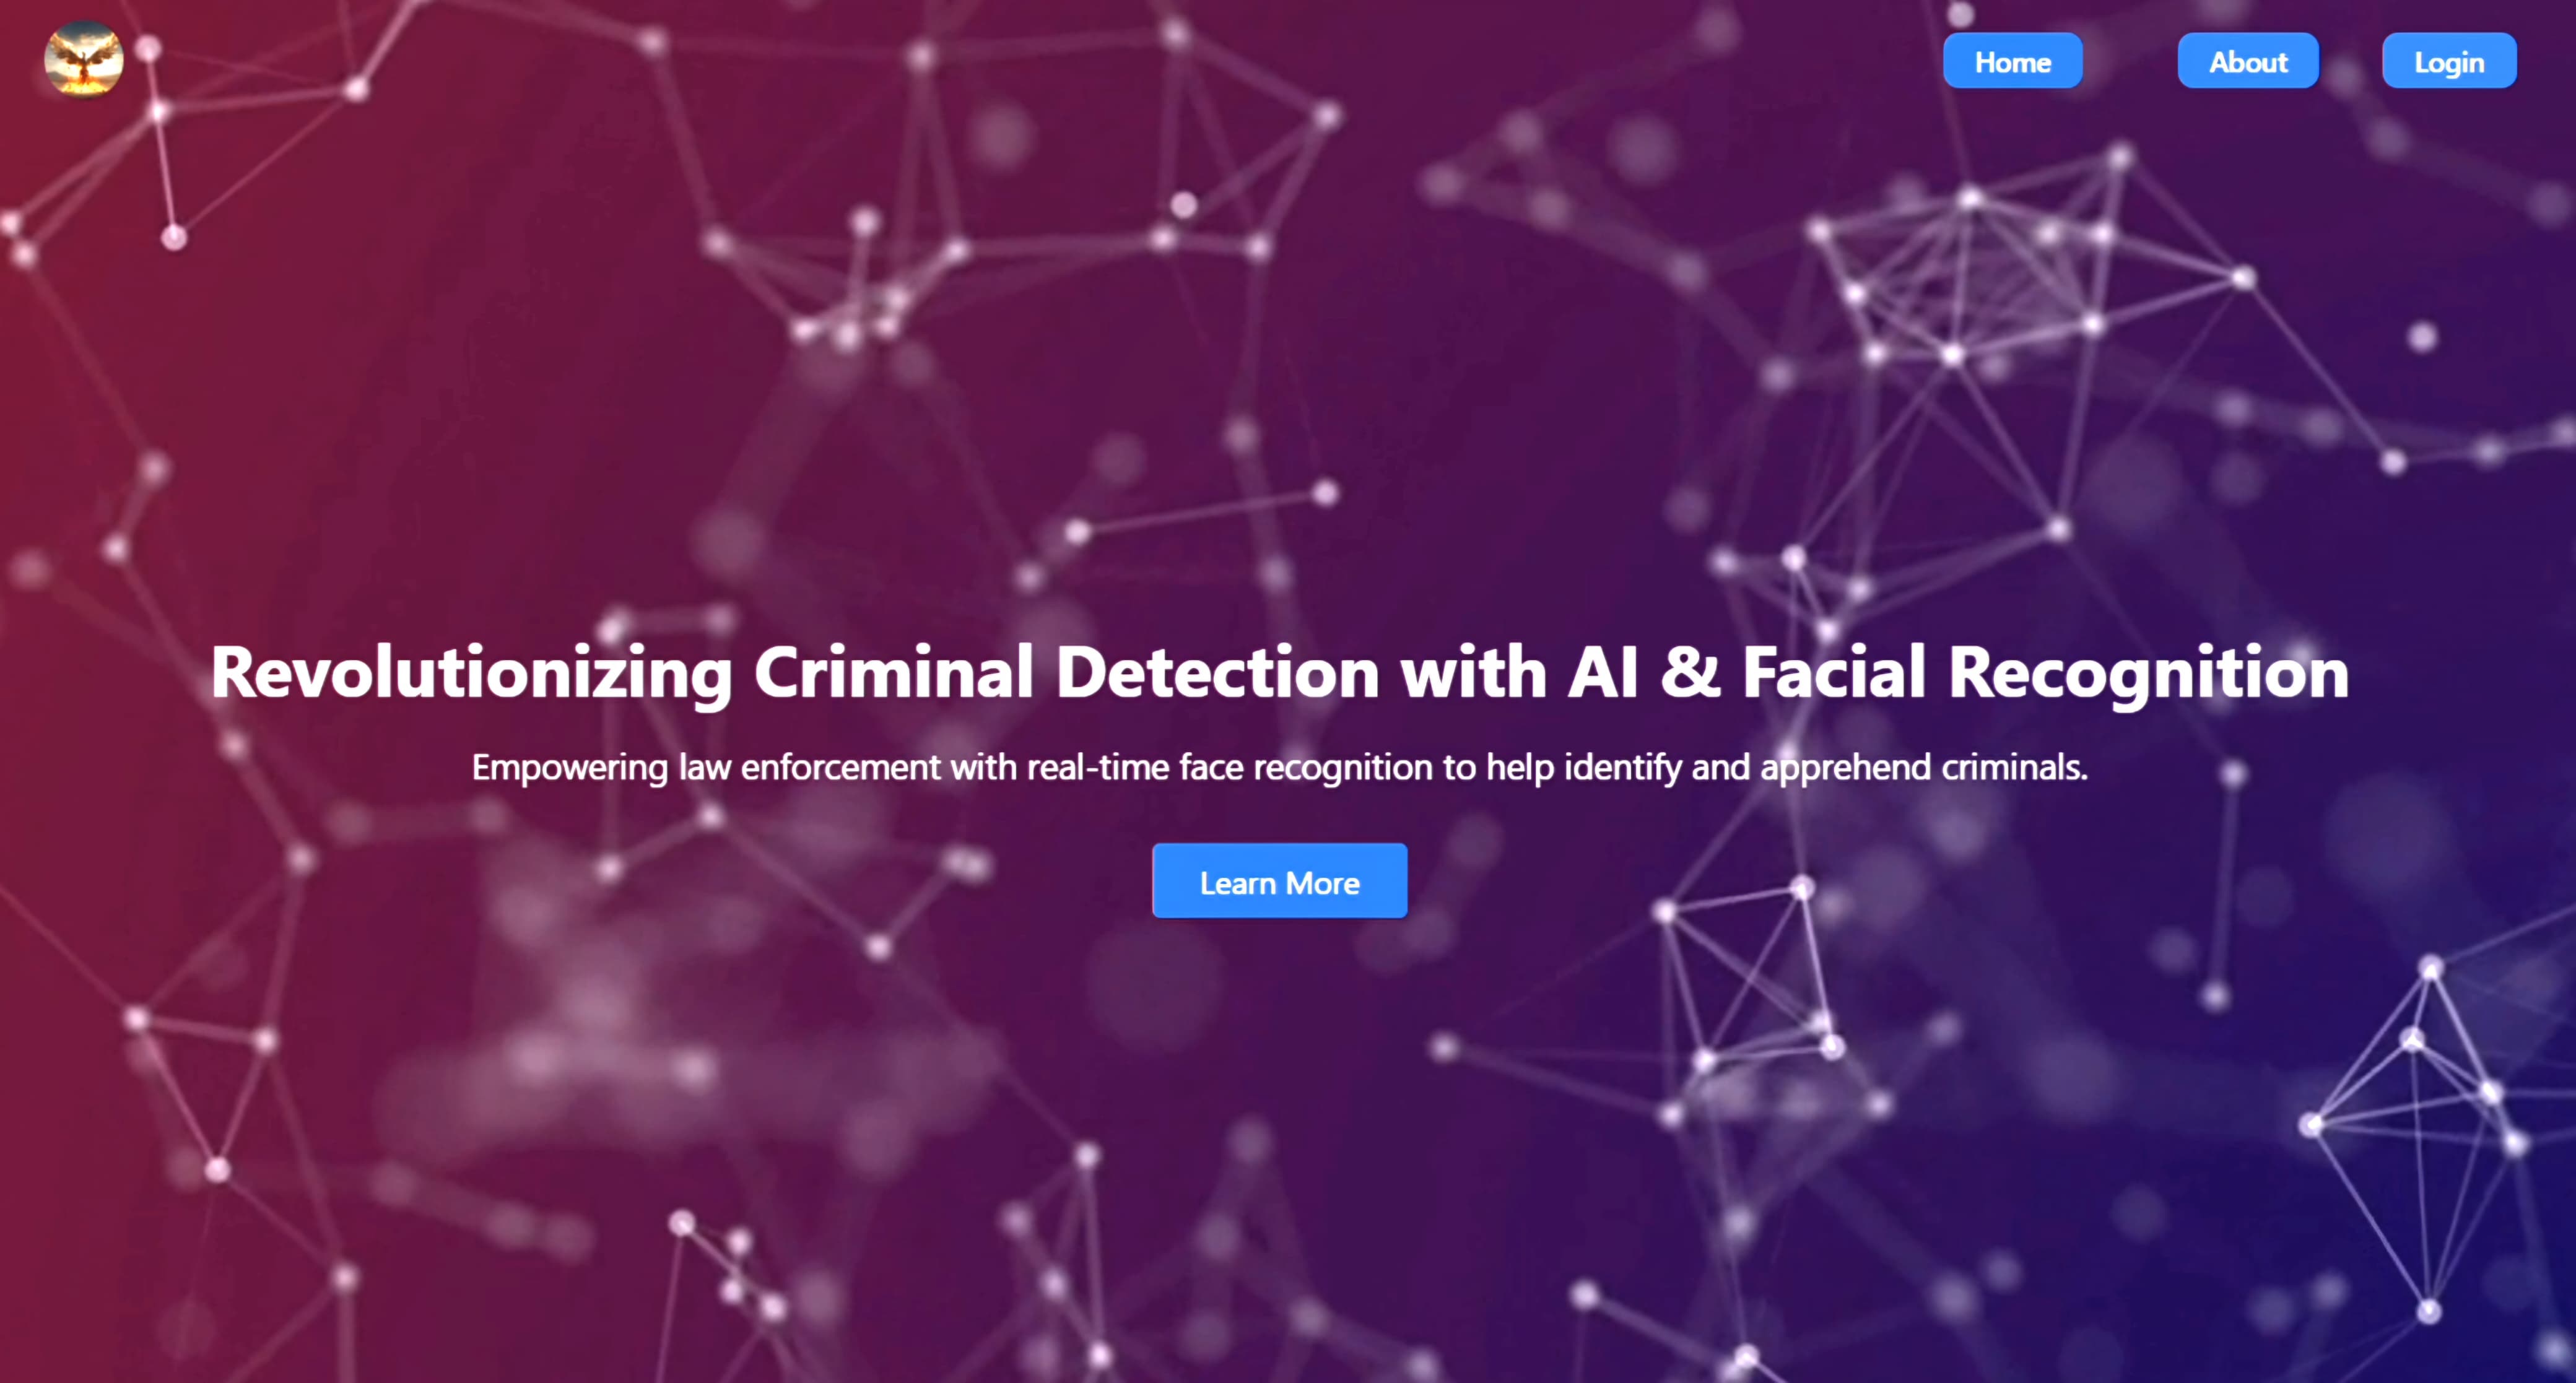 Home
About
Login
Revolutionizing Criminal Detection with AI & Facial Recognition
Empowering law enforcement with real-time face recognition to help identify and apprehend criminals.
Learn More